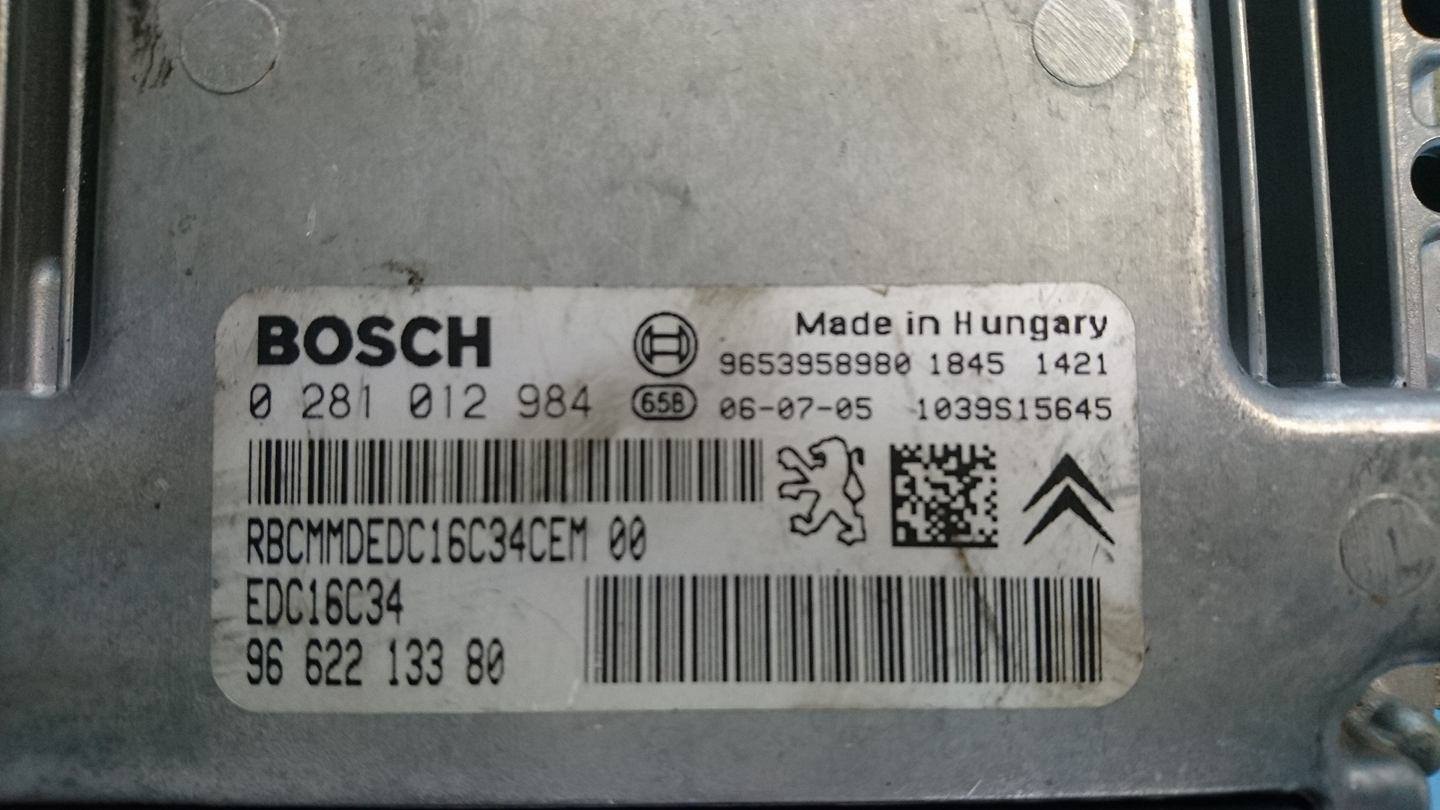 BOSCH
Made in Hungary
9653958980 1845 1421
0 281 012 984
658
06-07-05 1039S15645
RBCMMDEDC16C34CEM 00
EDC16C34
96 622 133 80